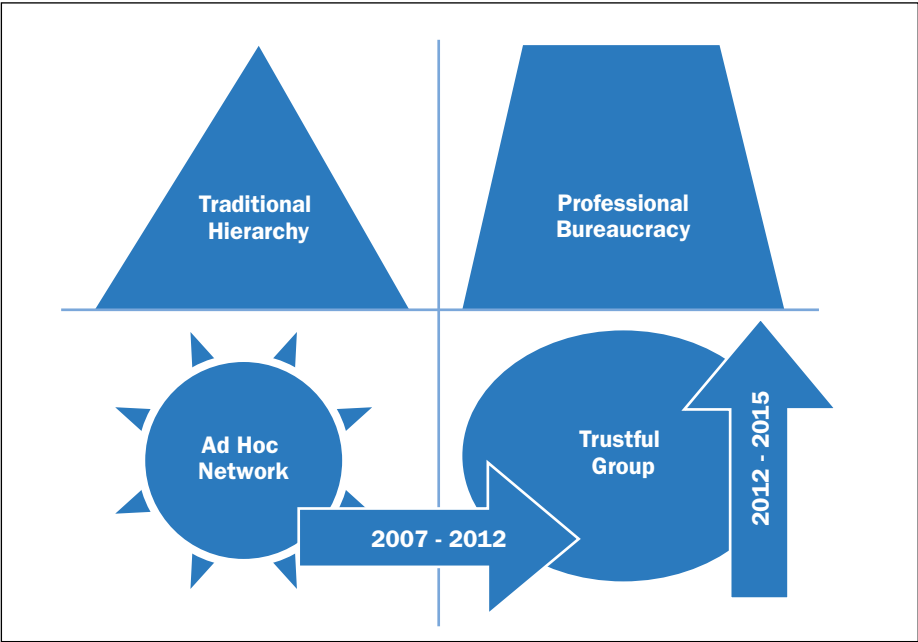 Traditional
Hierarchy
Professional
Bureaucracy
Ad Hoc
Network
Trustful
Group
2007 - 2012
2012 - 2015